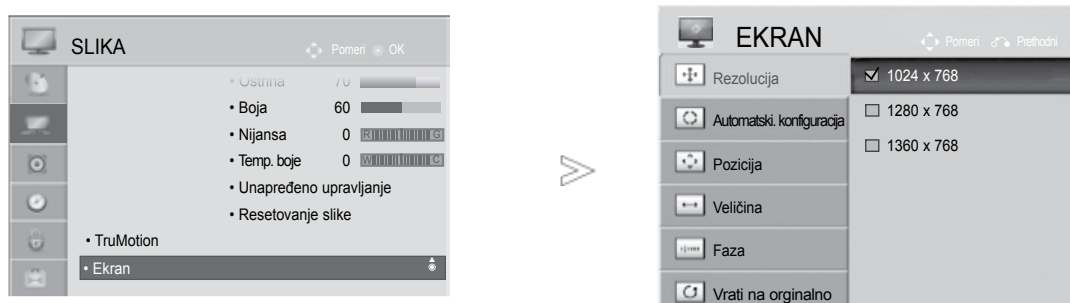 SLIKA
Pomeri OK
• Oštrina 70
• Boja 60
• Nijansa 0 R G
• Temp. boje 0 W C
• Unapređeno upravljanje
• Resetovanje slike
• TruMotion
• Ekran
EKRAN
Pomeri Prethodni
Rezolucija
Automatski. konfiguracija
Pozicija
Veličina
Faza
Vrati na orginalno
1024 x 768
1280 x 768
1360 x 768